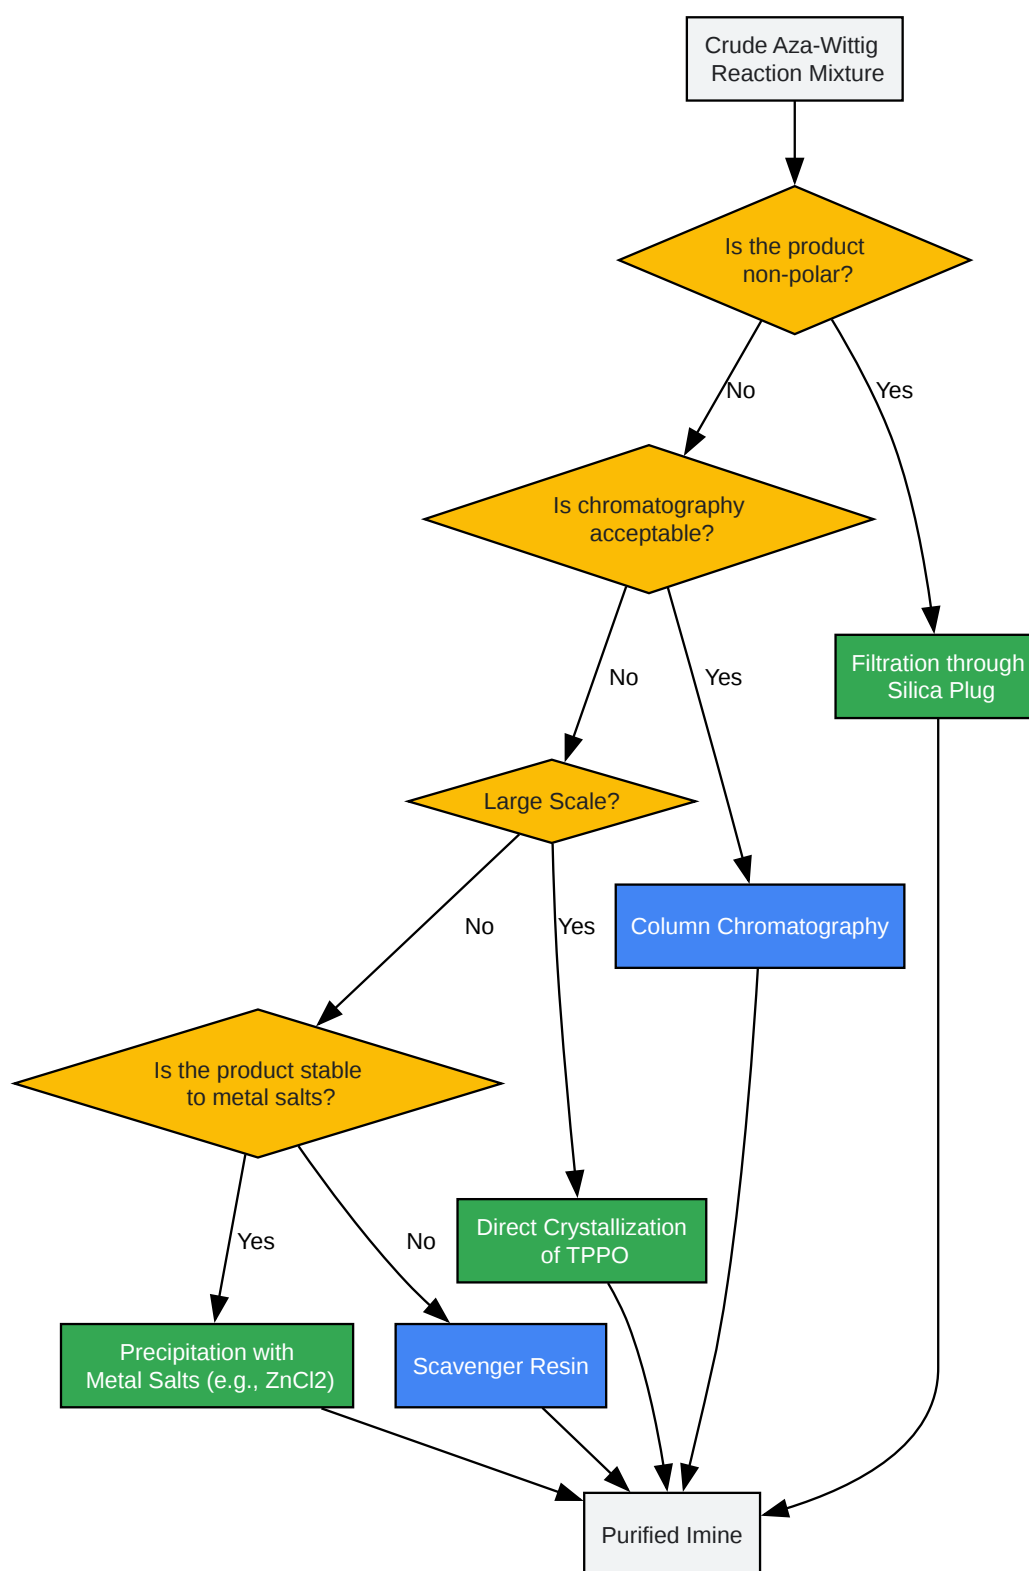 Crude Aza-Wittig
Reaction Mixture
Is the product
non-polar?
No
Yes
Is chromatography
acceptable?
No
Yes
Filtration through
Silica Plug
Large Scale?
No
Yes
Column Chromatography
Is the product stable
to metal salts?
Yes
No
Direct Crystallization
of TPPO
Precipitation with
Metal Salts (e.g., ZnCl2)
Scavenger Resin
Purified Imine